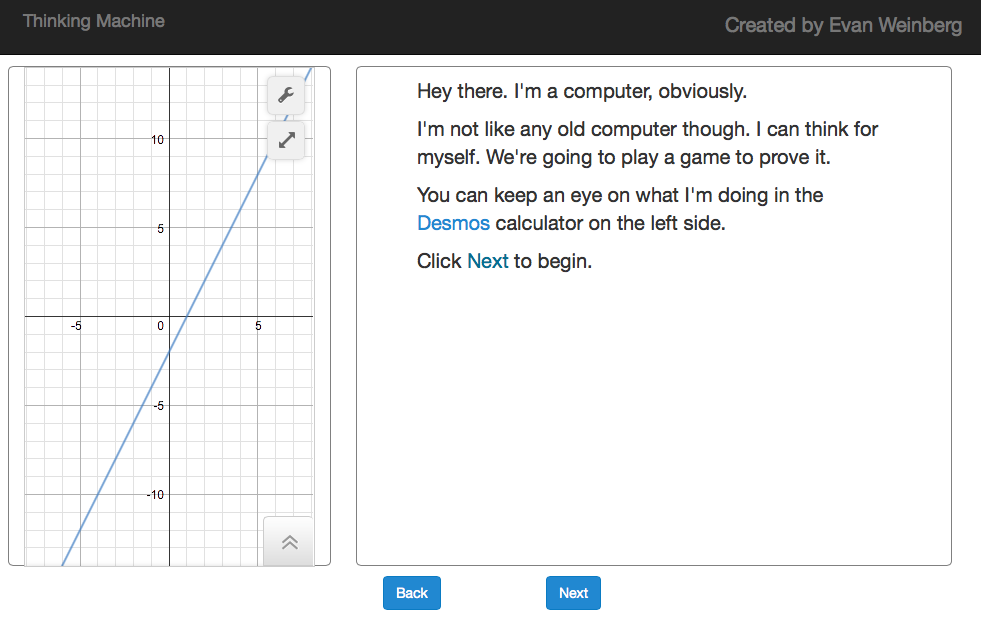 Thinking Machine
Created by Evan Weinberg
10
5
-5
0
5
-5
-10
Hey there. I'm a computer, obviously.
I'm not like any old computer though. I can think for
myself. We're going to play a game to prove it.
You can keep an eye on what I'm doing in the
Desmos calculator on the left side.
Click Next to begin.
Back
Next